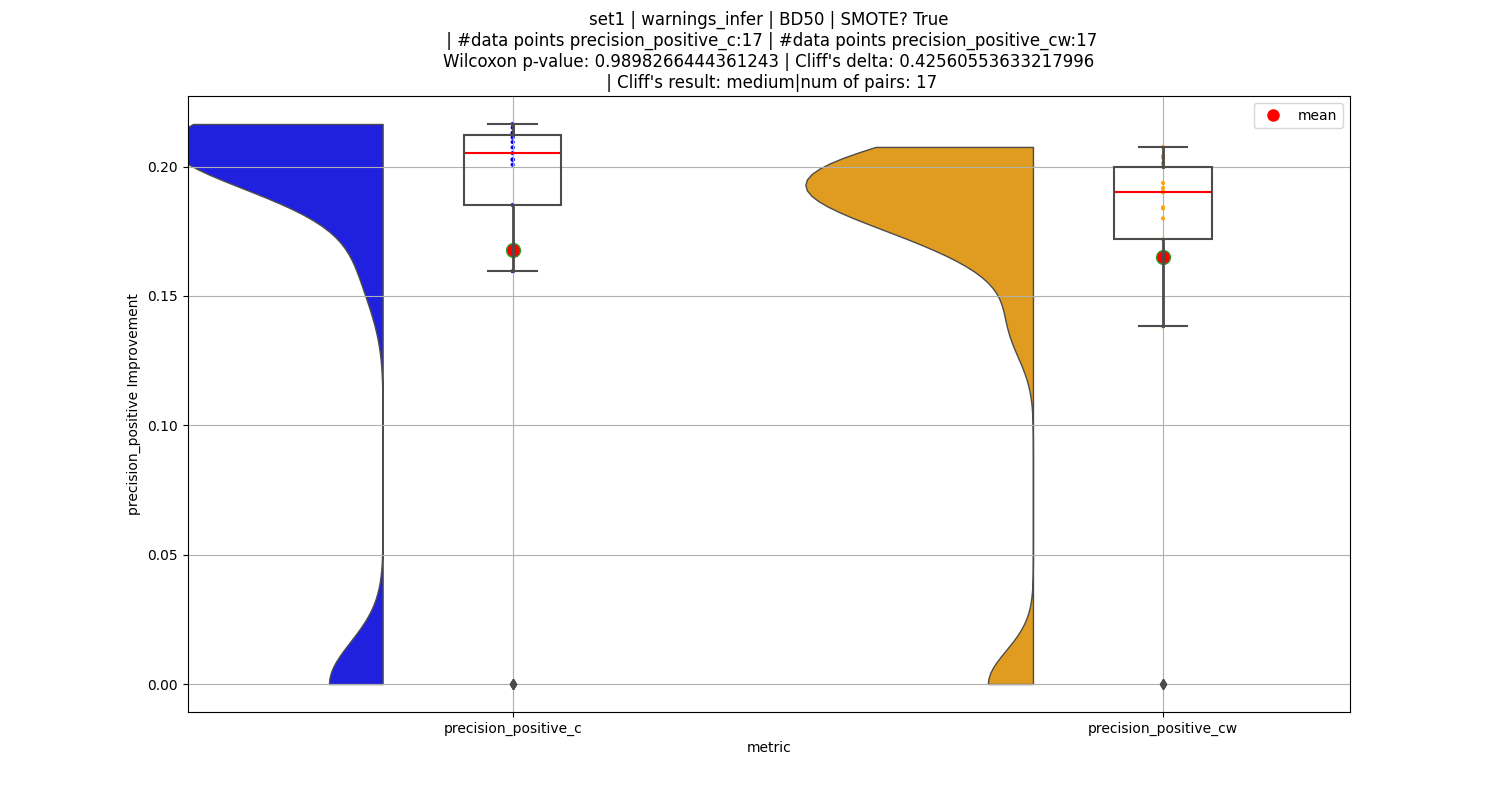 set1 | warnings_infer | BD50 | SMOTE? True
| #data points precision_positive_c:17 | #data points precision_positive_cw:17
Wilcoxon p-value: 0.9898266444361243 | Cliff's delta: 0.42560553633217996
| Cliff's result: medium|num of pairs: 17
mean
0.20
0.15
0.10
0.05
0.00
precision_positive Improvement
precision_positive_c
precision_positive_cw
metric